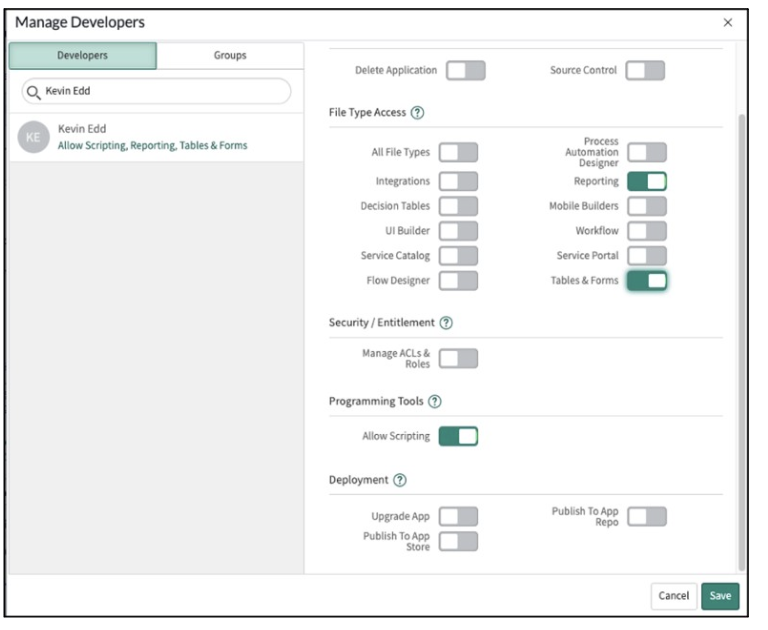 Manage Developers
×
Developers
Groups
Kevin Edd
KE
Kevin Edd
Allow Scripting, Reporting, Tables & Forms
Delete Application
Source Control
File Type Access ?
All File Types
Process
Automation
Designer
Integrations
Reporting
Decision Tables
Mobile Builders
UI Builder
Workflow
Service Catalog
Service Portal
Flow Designer
Tables & Forms
Security / Entitlement ?
Manage ACLs &
Roles
Programming Tools ?
Allow Scripting
Deployment ?
Upgrade App
Publish To App
Repo
Publish To App
Store
Cancel
Save